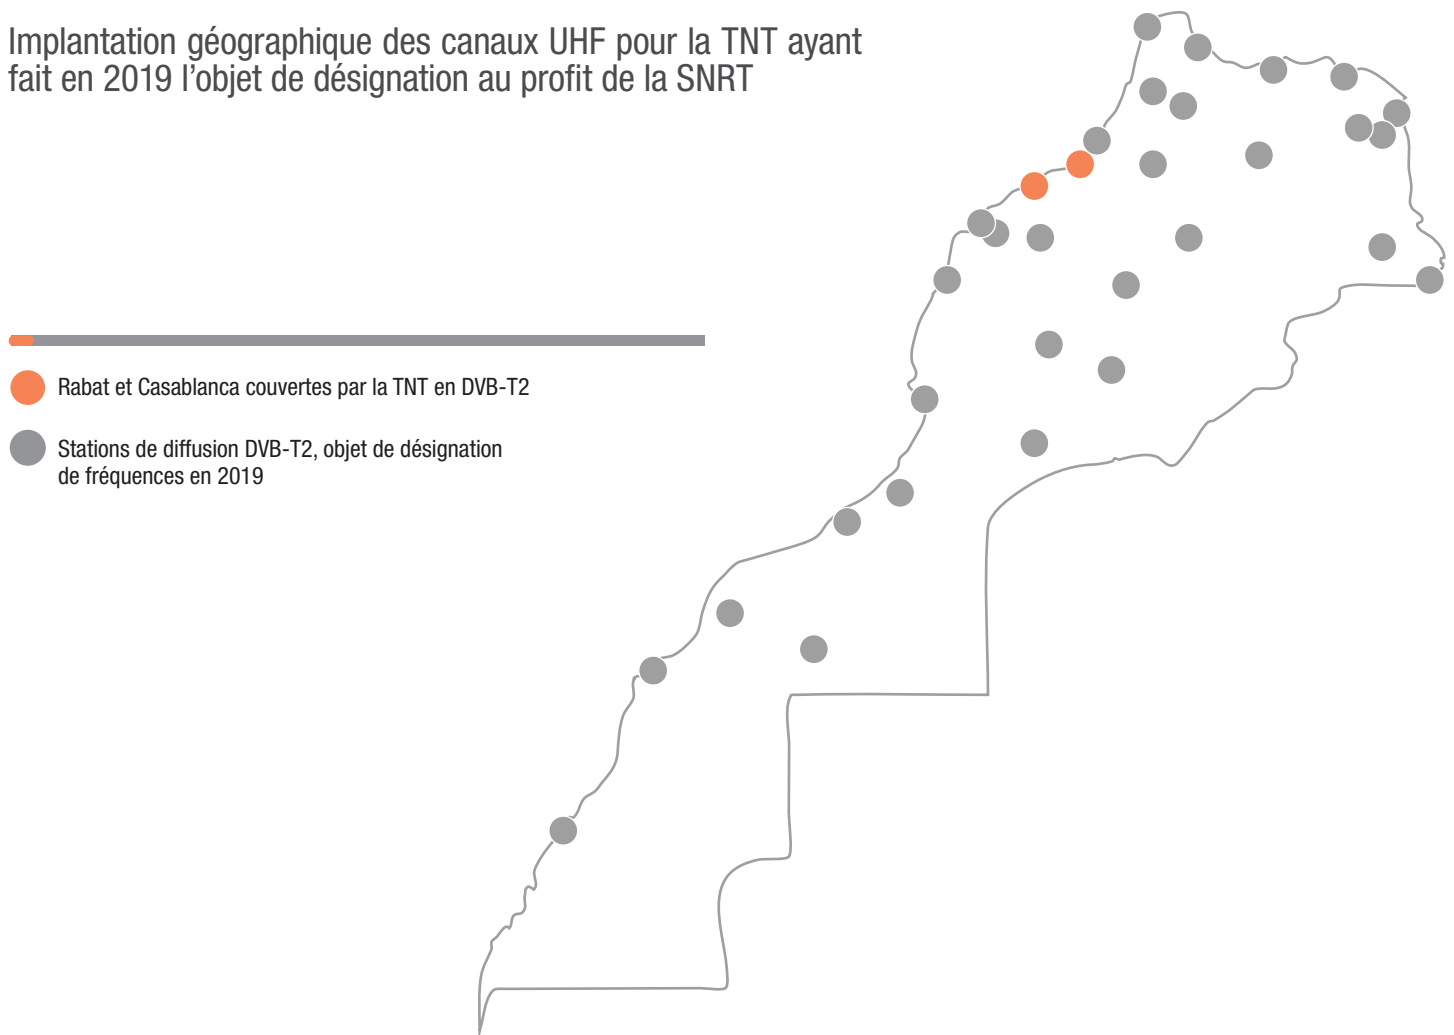 Implantation géographique des canaux UHF pour la TNT ayant
fait en 2019 l’objet de désignation au profit de la SNRT
Rabat et Casablanca couvertes par la TNT en DVB-T2
Stations de diffusion DVB-T2, objet de désignation
de fréquences en 2019